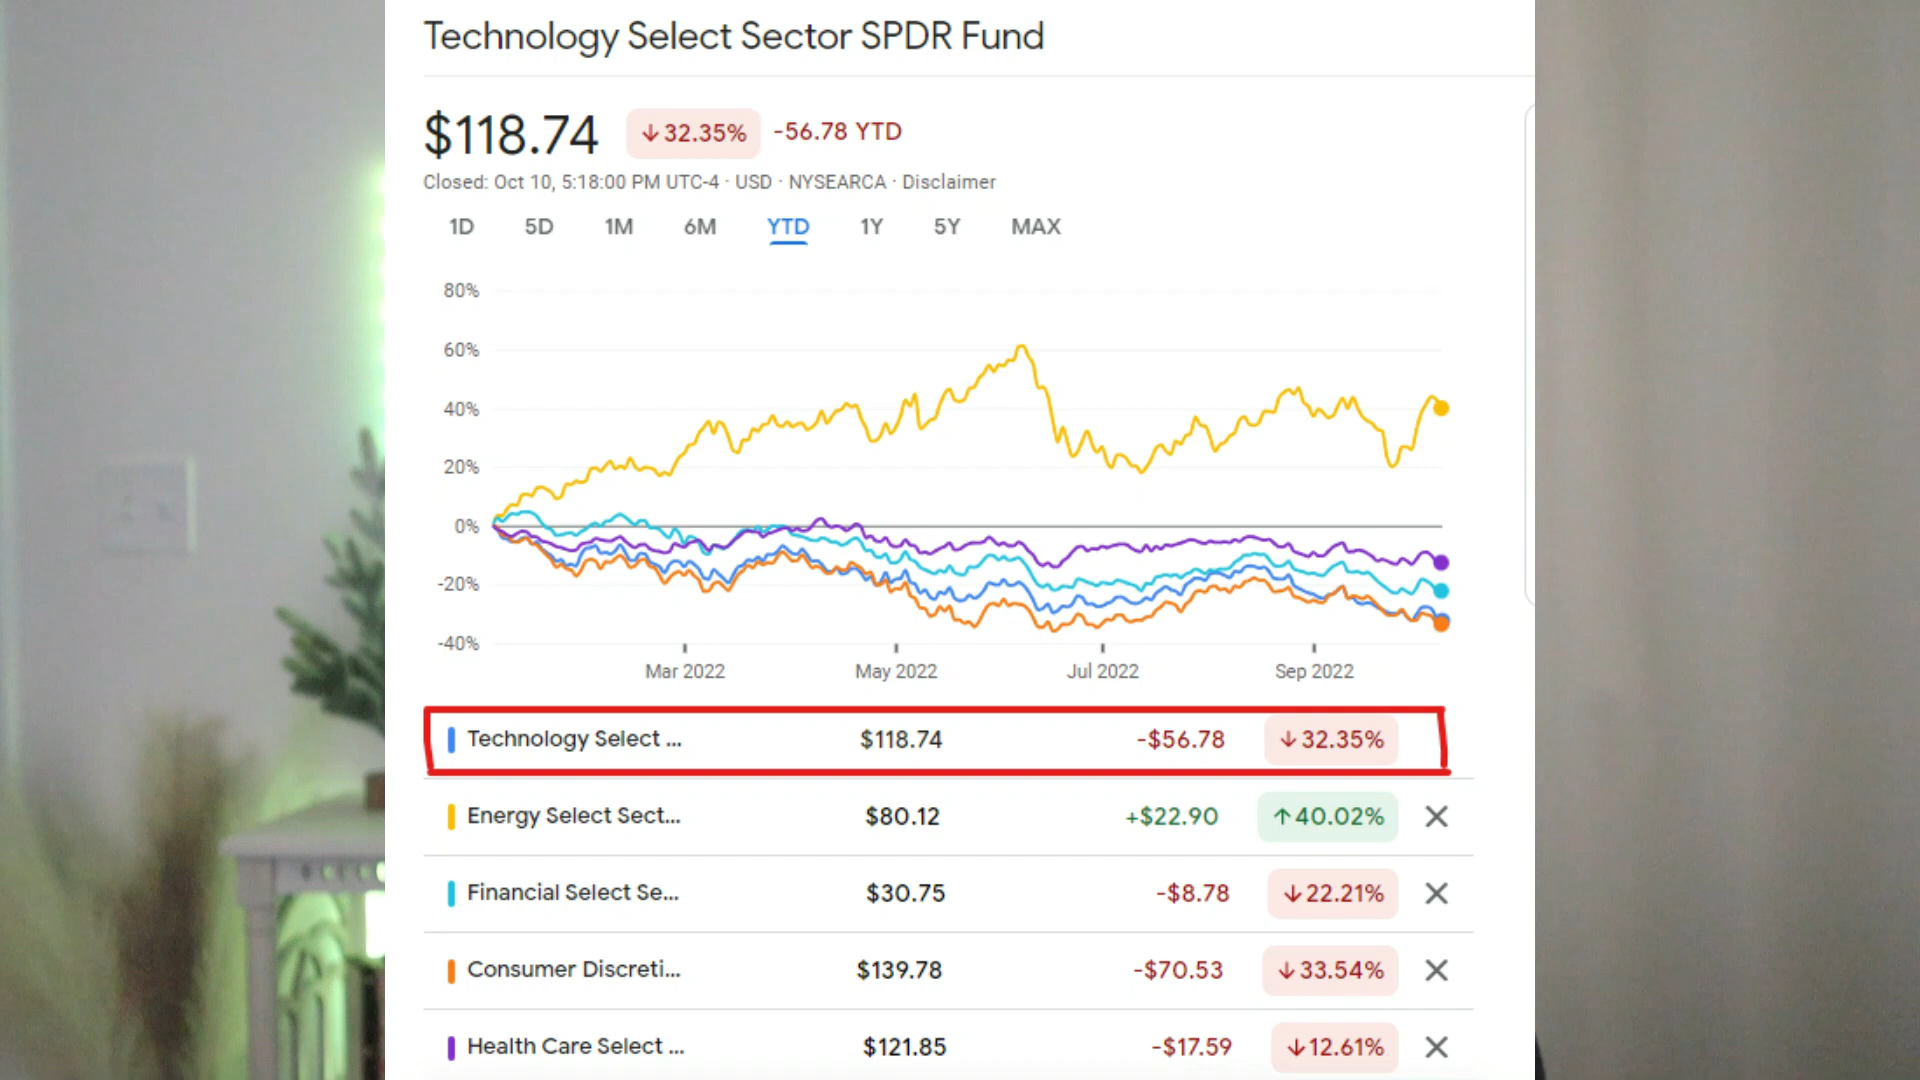 Technology Select Sector SPDR Fund
$118.74 ↓32.35% -56.78 YTD
Closed: Oct 10, 5:18:00 PM UTC-4 · USD · NYSEARCA · Disclaimer
1D 5D 1M 6M YTD 1Y 5Y MAX
80%
60%
40%
20%
0%
-20%
-40%
Mar 2022 May 2022 Jul 2022 Sep 2022
Technology Select ... $118.74 -$56.78 ↓32.35%
Energy Select Sect... $80.12 +$22.90 ↑40.02%
Financial Select Se... $30.75 -$8.78 ↓22.21%
Consumer Discreti... $139.78 -$70.53 ↓33.54%
Health Care Select ... $121.85 -$17.59 ↓12.61%